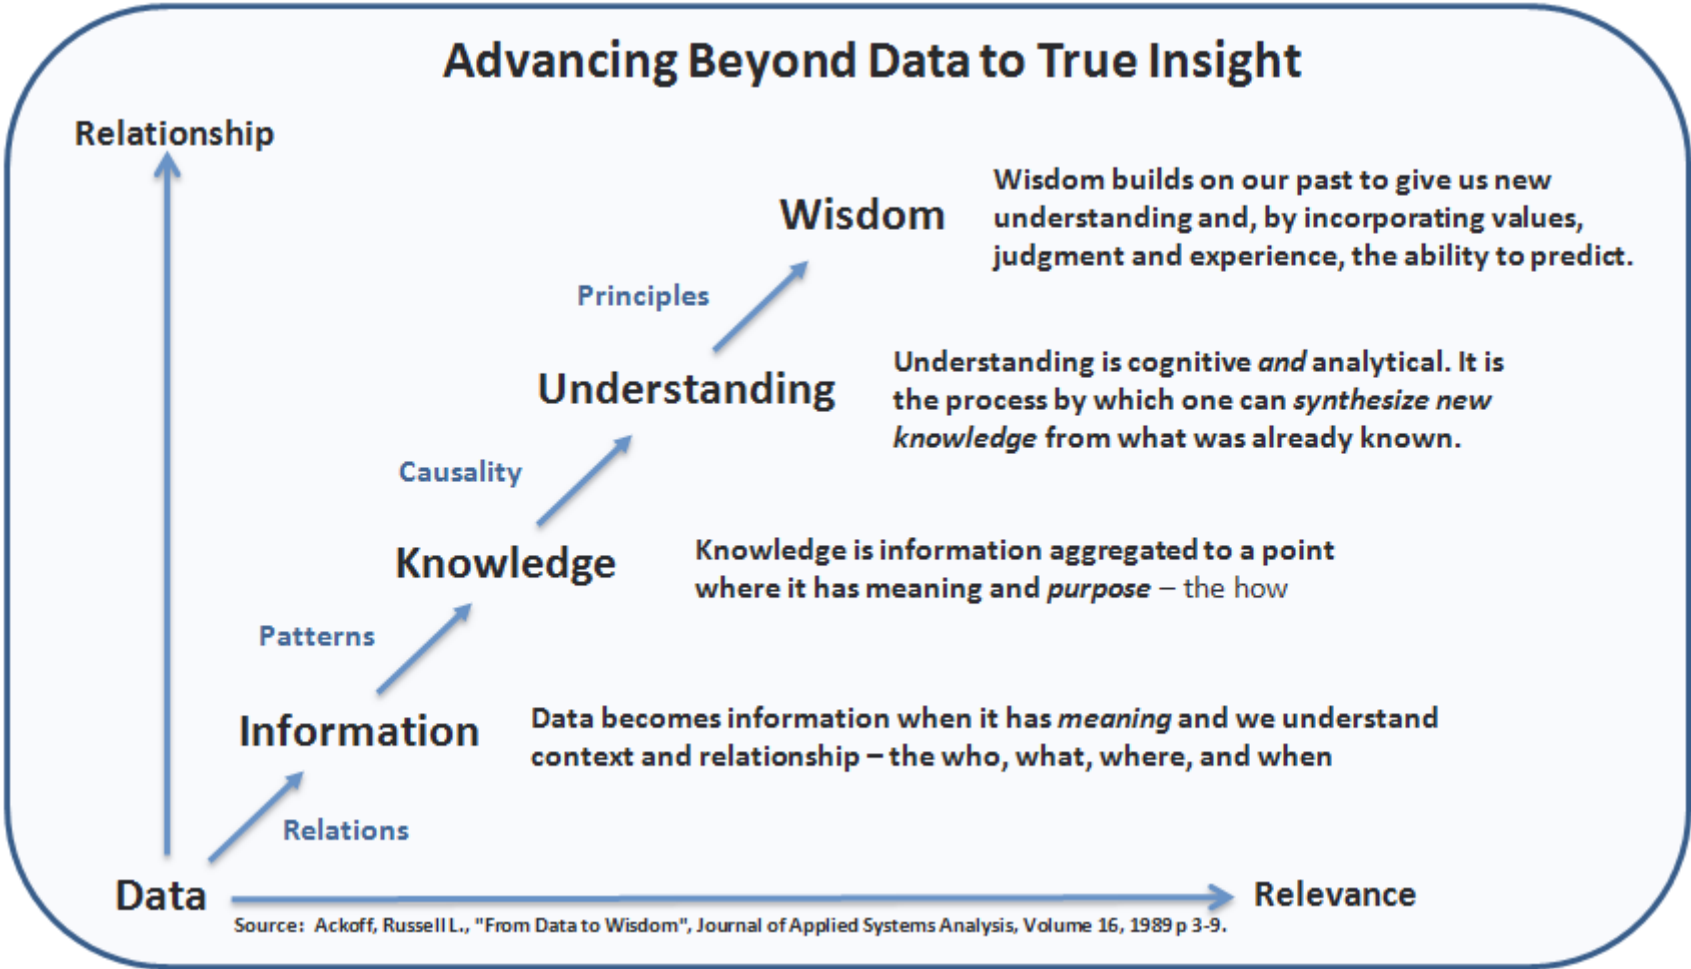 Advancing Beyond Data to True Insight
Relationship
Wisdom
Wisdom builds on our past to give us new
understanding and, by incorporating values,
judgment and experience, the ability to predict.
Principles
Understanding
Understanding is cognitive and analytical. It is
the process by which one can synthesize new
knowledge from what was already known.
Causality
Knowledge
Knowledge is information aggregated to a point
where it has meaning and purpose – the how
Patterns
Information
Data becomes information when it has meaning and we understand
context and relationship – the who, what, where, and when
Relations
Data
Relevance
Source: Ackoff, Russell L., "From Data to Wisdom", Journal of Applied Systems Analysis, Volume 16, 1989 p 3-9.